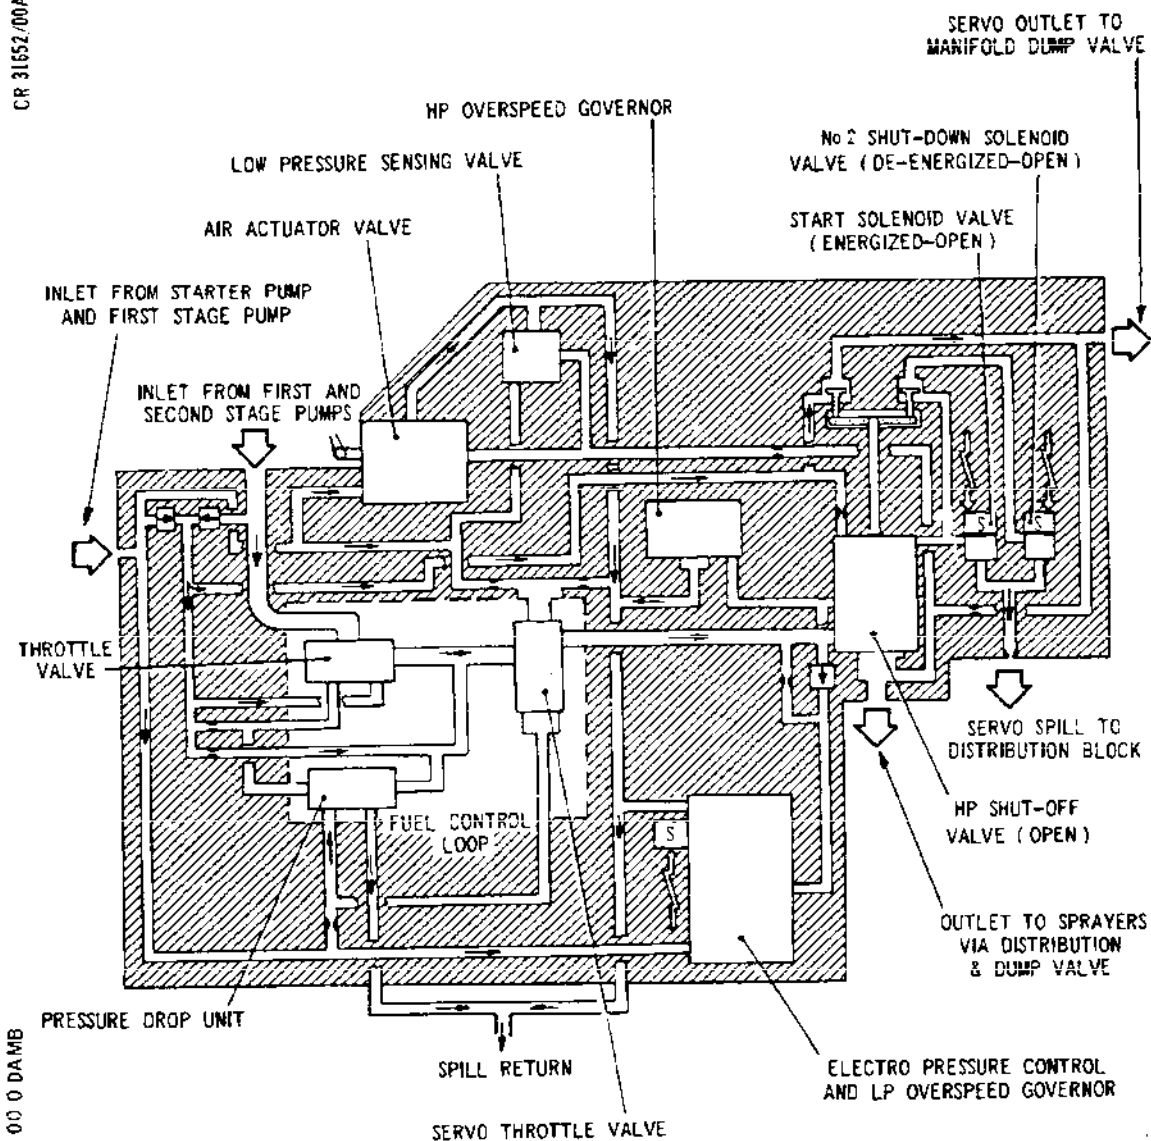 CR 31652/00A
SERVO OUTLET TO
MANIFOLD DUMP VALVE
HP OVERSPEED GOVERNOR
No 2 SHUT-DOWN SOLENOID
VALVE (DE-ENERGIZED-OPEN)
LOW PRESSURE SENSING VALVE
START SOLENOID VALVE
(ENERGIZED-OPEN)
AIR ACTUATOR VALVE
INLET FROM STARTER PUMP
AND FIRST STAGE PUMP
INLET FROM FIRST AND
SECOND STAGE PUMPS
S
S
THROTTLE
VALVE
SERVO SPILL TO
DISTRIBUTION BLOCK
FUEL CONTROL
LOOP
S
HP SHUT-OFF
VALVE (OPEN)
OUTLET TO SPRAYERS
VIA DISTRIBUTION
& DUMP VALVE
PRESSURE DROP UNIT
SPILL RETURN
ELECTRO PRESSURE CONTROL
AND LP OVERSPEED GOVERNOR
SERVO THROTTLE VALVE
00 0 DAMB